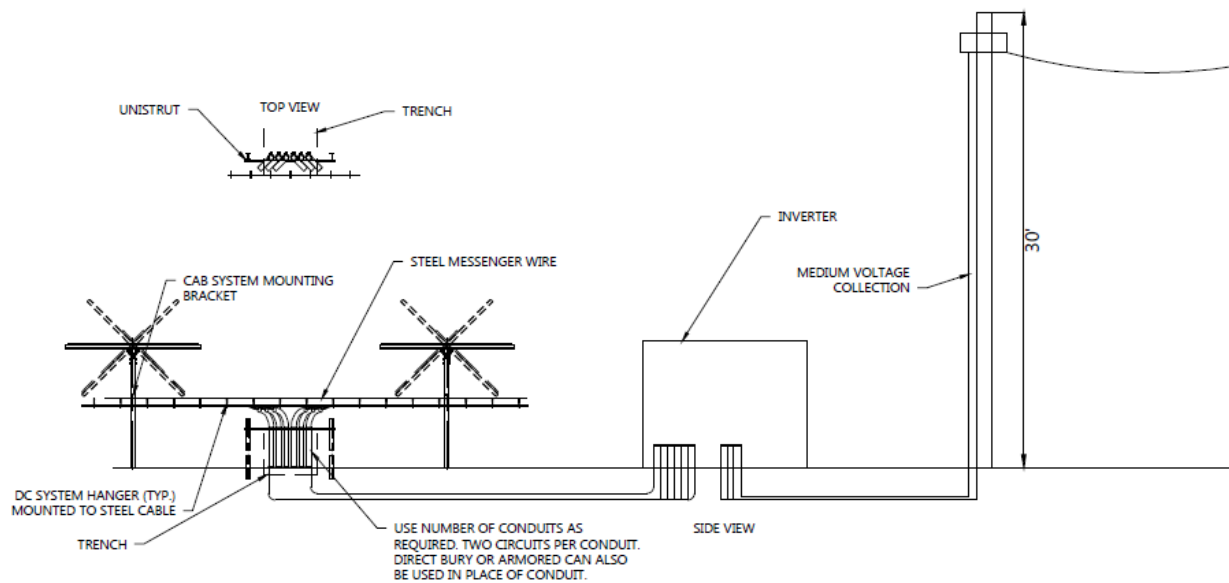 TOP VIEW
UNISTRUT
TRENCH
INVERTER
STEEL MESSENGER WIRE
CAB SYSTEM MOUNTING
BRACKET
MEDIUM VOLTAGE
COLLECTION
30'
DC SYSTEM HANGER (TYP.)
MOUNTED TO STEEL CABLE
TRENCH
USE NUMBER OF CONDUITS AS
REQUIRED. TWO CIRCUITS PER CONDUIT.
DIRECT BURY OR ARMORED CAN ALSO
BE USED IN PLACE OF CONDUIT.
SIDE VIEW